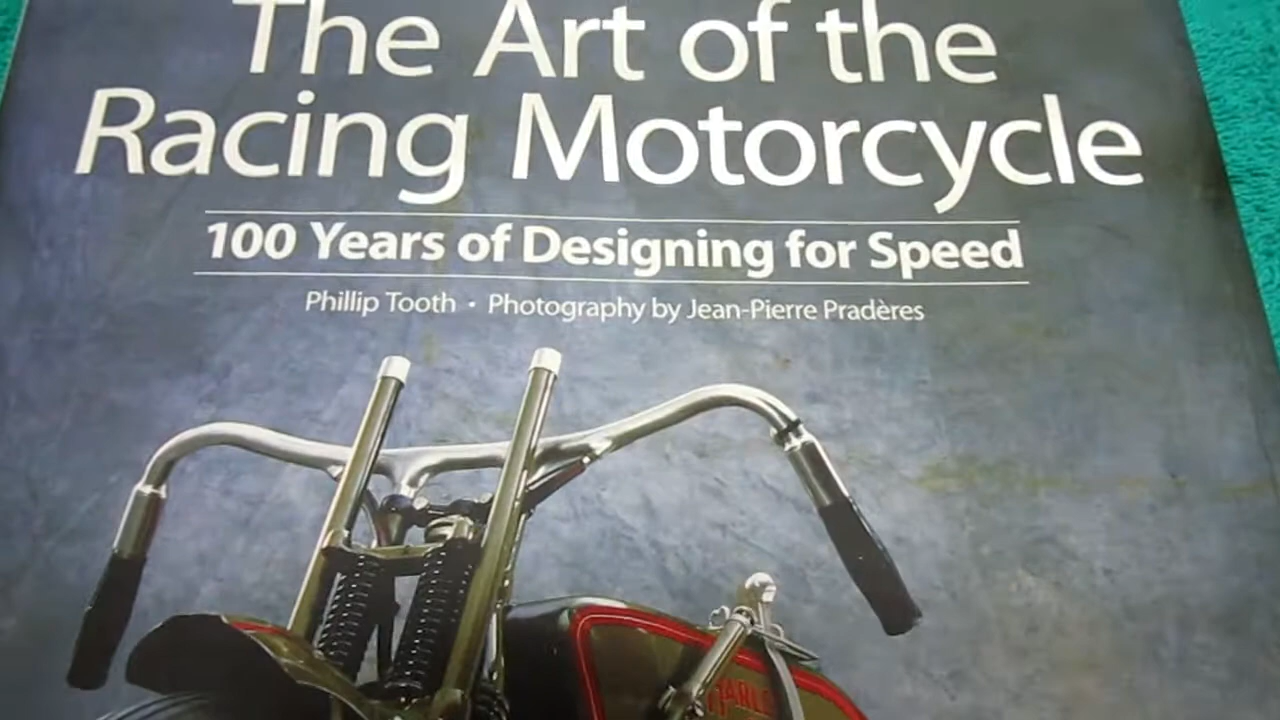 The Art of the
Racing Motorcycle
100 Years of Designing for Speed
Phillip Tooth • Photography by Jean-Pierre Pradères